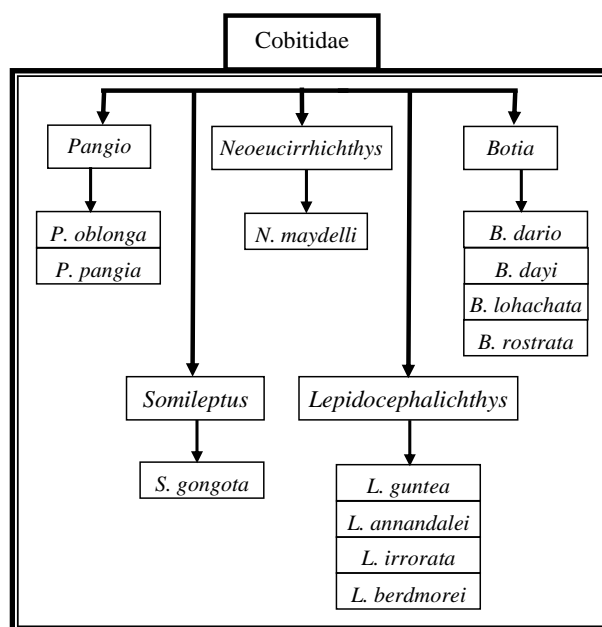 Cobitidae
Pangio
Neoeucirrhichthys
Botia
P. oblonga
P. pangia
N. maydelli
B. dario
B. dayi
B. lohachata
B. rostrata
Somileptus
Lepidocephalichthys
S. gongota
L. guntea
L. annandalei
L. irrorata
L. berdmorei